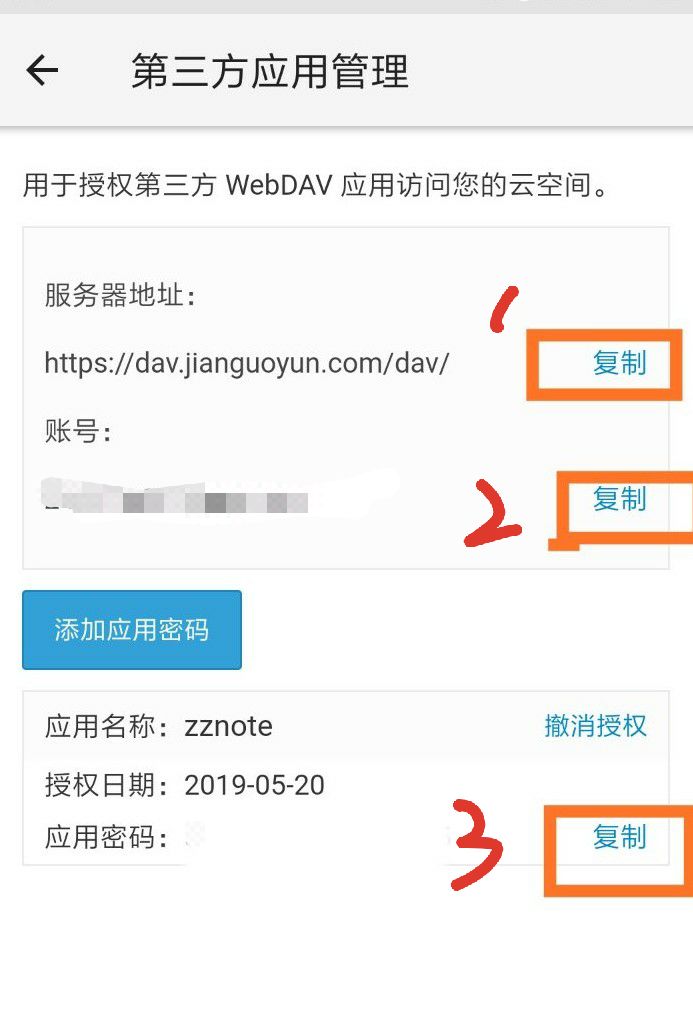 第三方应用管理
用于授权第三方 WebDAV 应用访问您的云空间。
服务器地址：
1
https://dav.jianguoyun.com/dav/ 复制
账号：
2 复制
添加应用密码
应用名称：zznote 撤消授权
授权日期：2019-05-20
应用密码： 3 复制